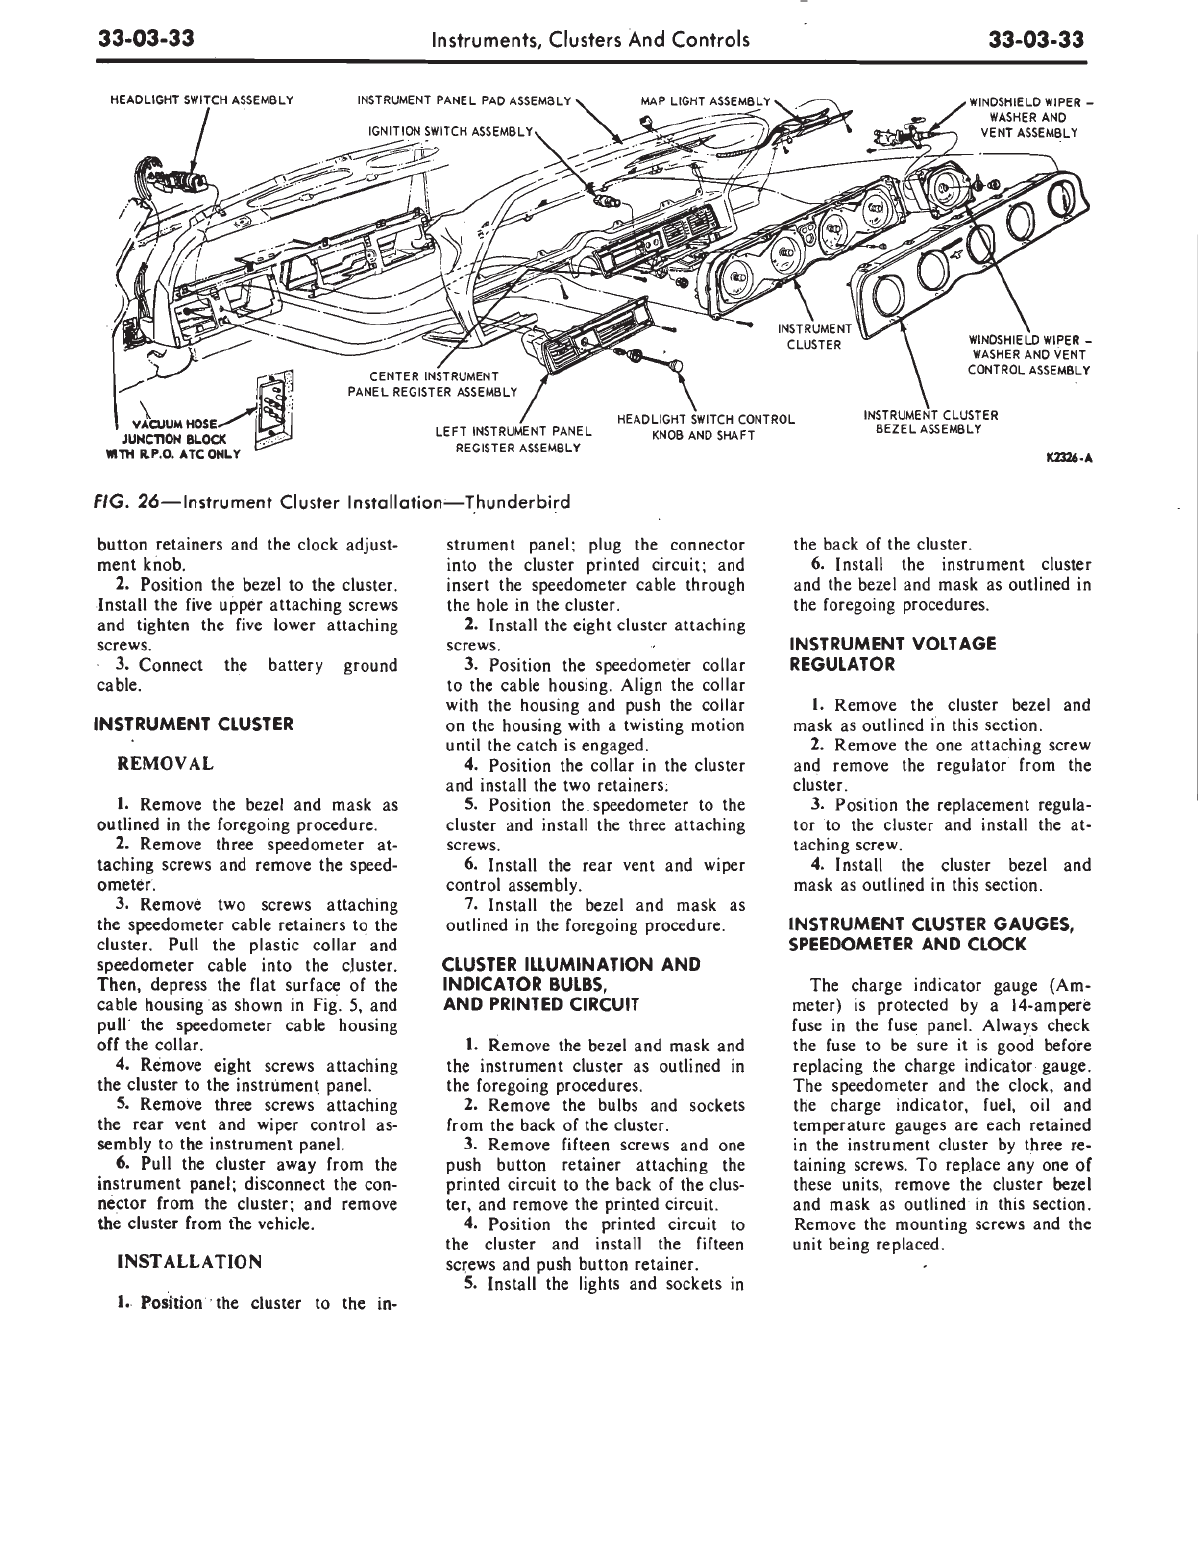 33-03-33
Instruments, Clusters And Controls
33-03-33
HEADLIGHT SWITCH ASSEMBLY
INSTRUMENT PANEL PAD ASSEMBLY
MAP LIGHT ASSEMBLY
WINDSHIELD WIPER -
WASHER AND
VENT ASSEMBLY
IGNITION SWITCH ASSEMBLY
INSTRUMENT
CLUSTER
WINDSHIELD WIPER -
WASHER AND VENT
CONTROL ASSEMBLY
CENTER INSTRUMENT
PANEL REGISTER ASSEMBLY
VACUUM HOSE
JUNCTION BLOCK
WITH R.P.O. ATC ONLY
LEFT INSTRUMENT PANEL
REGISTER ASSEMBLY
HEADLIGHT SWITCH CONTROL
KNOB AND SHAFT
INSTRUMENT CLUSTER
BEZEL ASSEMBLY
K2326-A
FIG. 26—Instrument Cluster Installation—Thunderbird
button retainers and the clock adjust-
ment knob.
2. Position the bezel to the cluster.
Install the five upper attaching screws
and tighten the five lower attaching
screws.
3. Connect the battery ground
cable.
INSTRUMENT CLUSTER
REMOVAL
1. Remove the bezel and mask as
outlined in the foregoing procedure.
2. Remove three speedometer at-
taching screws and remove the speed-
ometer.
3. Remove two screws attaching
the speedometer cable retainers to the
cluster. Pull the plastic collar and
speedometer cable into the cluster.
Then, depress the flat surface of the
cable housing as shown in Fig. 5, and
pull the speedometer cable housing
off the collar.
4. Remove eight screws attaching
the cluster to the instrument panel.
5. Remove three screws attaching
the rear vent and wiper control as-
sembly to the instrument panel.
6. Pull the cluster away from the
instrument panel; disconnect the con-
nector from the cluster; and remove
the cluster from the vehicle.
INSTALLATION
1. Position the cluster to the in-
strument panel; plug the connector
into the cluster printed circuit; and
insert the speedometer cable through
the hole in the cluster.
2. Install the eight cluster attaching
screws.
3. Position the speedometer collar
to the cable housing. Align the collar
with the housing and push the collar
on the housing with a twisting motion
until the catch is engaged.
4. Position the collar in the cluster
and install the two retainers.
5. Position the speedometer to the
cluster and install the three attaching
screws.
6. Install the rear vent and wiper
control assembly.
7. Install the bezel and mask as
outlined in the foregoing procedure.
CLUSTER ILLUMINATION AND
INDICATOR BULBS,
AND PRINTED CIRCUIT
1. Remove the bezel and mask and
the instrument cluster as outlined in
the foregoing procedures.
2. Remove the bulbs and sockets
from the back of the cluster.
3. Remove fifteen screws and one
push button retainer attaching the
printed circuit to the back of the clus-
ter, and remove the printed circuit.
4. Position the printed circuit to
the cluster and install the fifteen
screws and push button retainer.
5. Install the lights and sockets in
the back of the cluster.
6. Install the instrument cluster
and the bezel and mask as outlined in
the foregoing procedures.
INSTRUMENT VOLTAGE
REGULATOR
1. Remove the cluster bezel and
mask as outlined in this section.
2. Remove the one attaching screw
and remove the regulator from the
cluster.
3. Position the replacement regula-
tor to the cluster and install the at-
taching screw.
4. Install the cluster bezel and
mask as outlined in this section.
INSTRUMENT CLUSTER GAUGES,
SPEEDOMETER AND CLOCK
The charge indicator gauge (Am-
meter) is protected by a 14-ampere
fuse in the fuse panel. Always check
the fuse to be sure it is good before
replacing the charge indicator gauge.
The speedometer and the clock, and
the charge indicator, fuel, oil and
temperature gauges are each retained
in the instrument cluster by three re-
taining screws. To replace any one of
these units, remove the cluster bezel
and mask as outlined in this section.
Remove the mounting screws and the
unit being replaced.